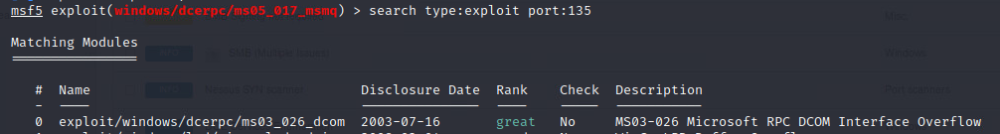 msf5 exploit(windows/dcerpc/ms05_017_msmq) > search type:exploit port:135
Matching Modules
================
# Name Disclosure Date Rank Check Description
- ---- --------------- ---- ----- -----------
0 exploit/windows/dcerpc/ms03_026_dcom 2003-07-16 great No MS03-026 Microsoft RPC DCOM Interface Overflow